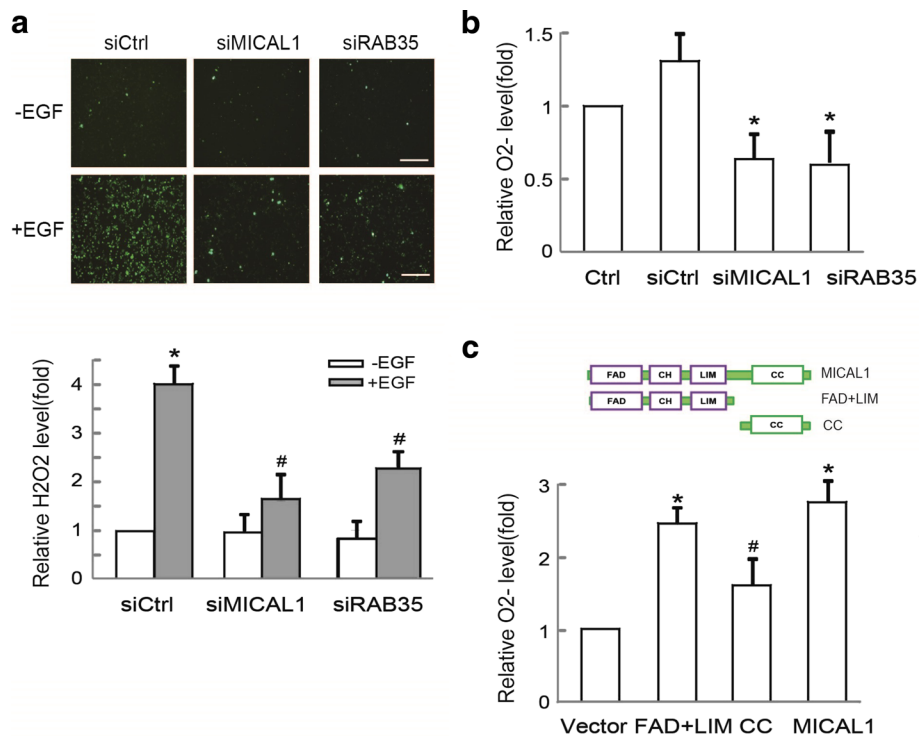 a
siCtrl siMICAL1 siRAB35
-EGF
+EGF
Relative H2O2 level(fold)
4
2
1
0
-EGF
+EGF
*
#
#
siCtrl siMICAL1 siRAB35
b
Relative O2- level(fold)
1.5
1
0.5
0
*
*
Ctrl siCtrl siMICAL1 siRAB35
c
FAD CH LIM CC MICAL1
FAD CH LIM FAD+LIM
CC CC
Relative O2- level(fold)
3
2
1
0
*
#
*
Vector FAD+LIM CC MICAL1